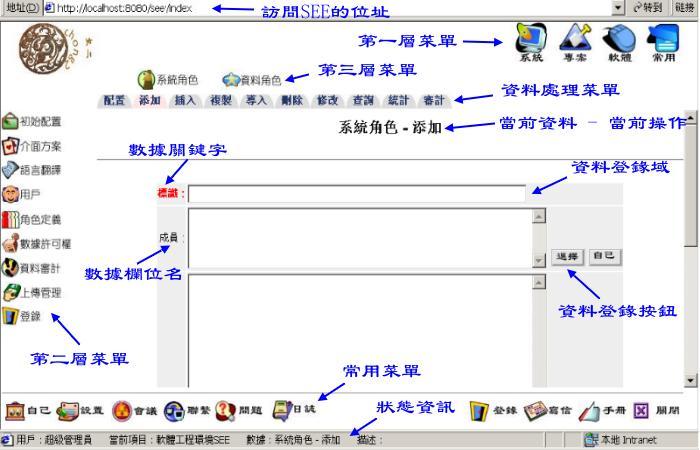 地址(D) http://localhost:8080/see/index 訪問SEE的位址 轉到 鏈接
第一層菜單
系統 專案 軟體 常用
第三層菜單
系統角色 資料角色
配置 添加 插入 複製 導入 刪除 修改 查詢 統計 審計 資料處理菜單
系統角色 - 添加 當前資料 - 當前操作
初始配置
介面方案
語言翻譯
用戶
角色定義
數據許可權
資料審計
上傳管理
登錄
第二層菜單
數據關鍵字
資料登錄域
標識:
成員:
選擇 自已
數據欄位名
資料登錄按鈕
常用菜單
自已 設置 會議 聯繫 問題 日誌 狀態資訊 登錄 寫信 手冊 關閉
用戶:超級管理員 當前項目:軟體工程環境SEE 數據:系統角色 - 添加 描述: 本地 Intranet